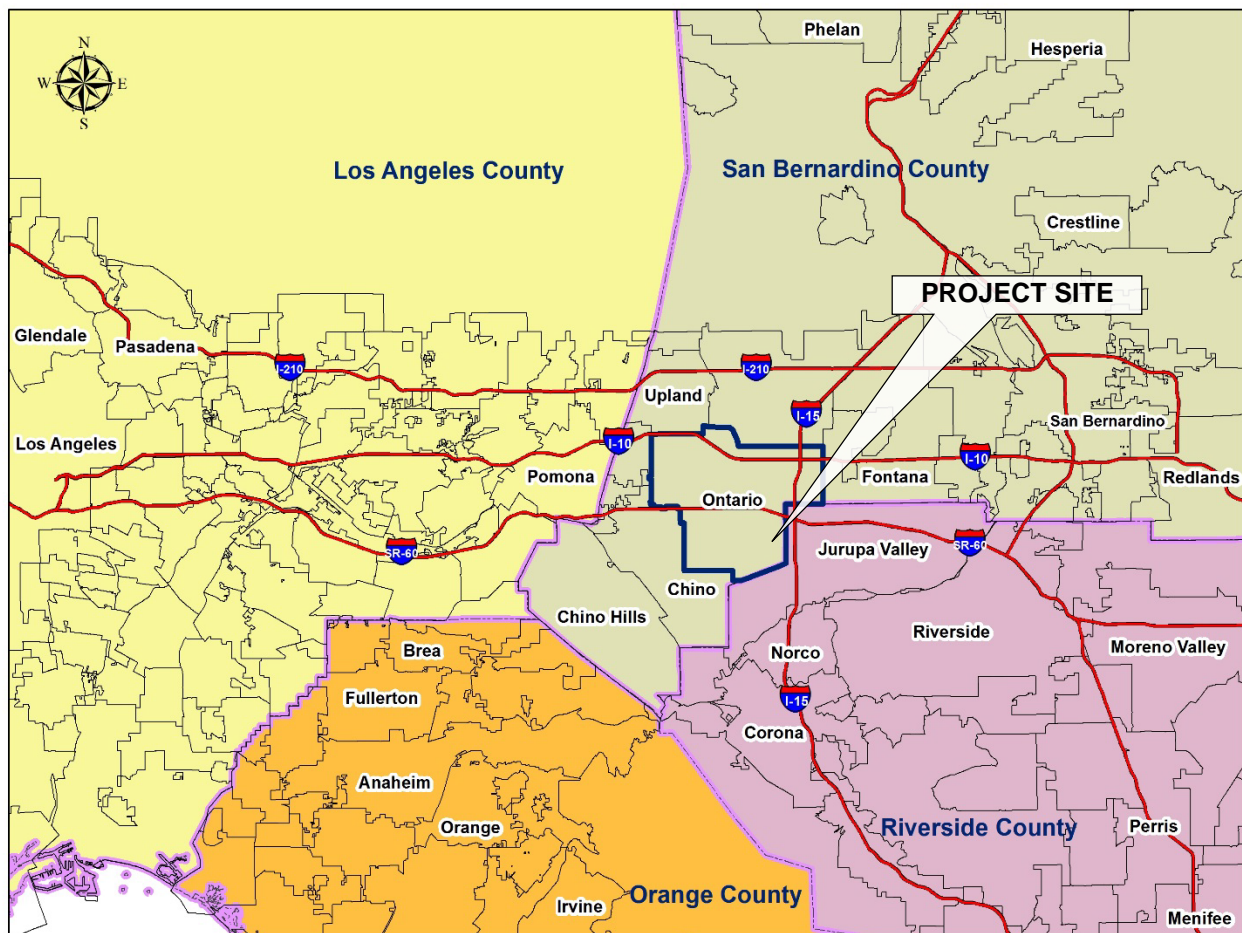 Phelan
Hesperia
N
W E
S
Los Angeles County
San Bernardino County
Crestline
PROJECT SITE
Glendale
Pasadena
I-210
I-210
Upland
I-15
San Bernardino
Los Angeles
I-10
I-10
Pomona
Fontana
Redlands
Ontario
SR-60
SR-60
Jurupa Valley
Chino
Chino Hills
Riverside
Moreno Valley
Brea
Norco
Fullerton
I-15
Corona
Anaheim
Orange
Riverside County
Perris
Orange County
Irvine
Menifee